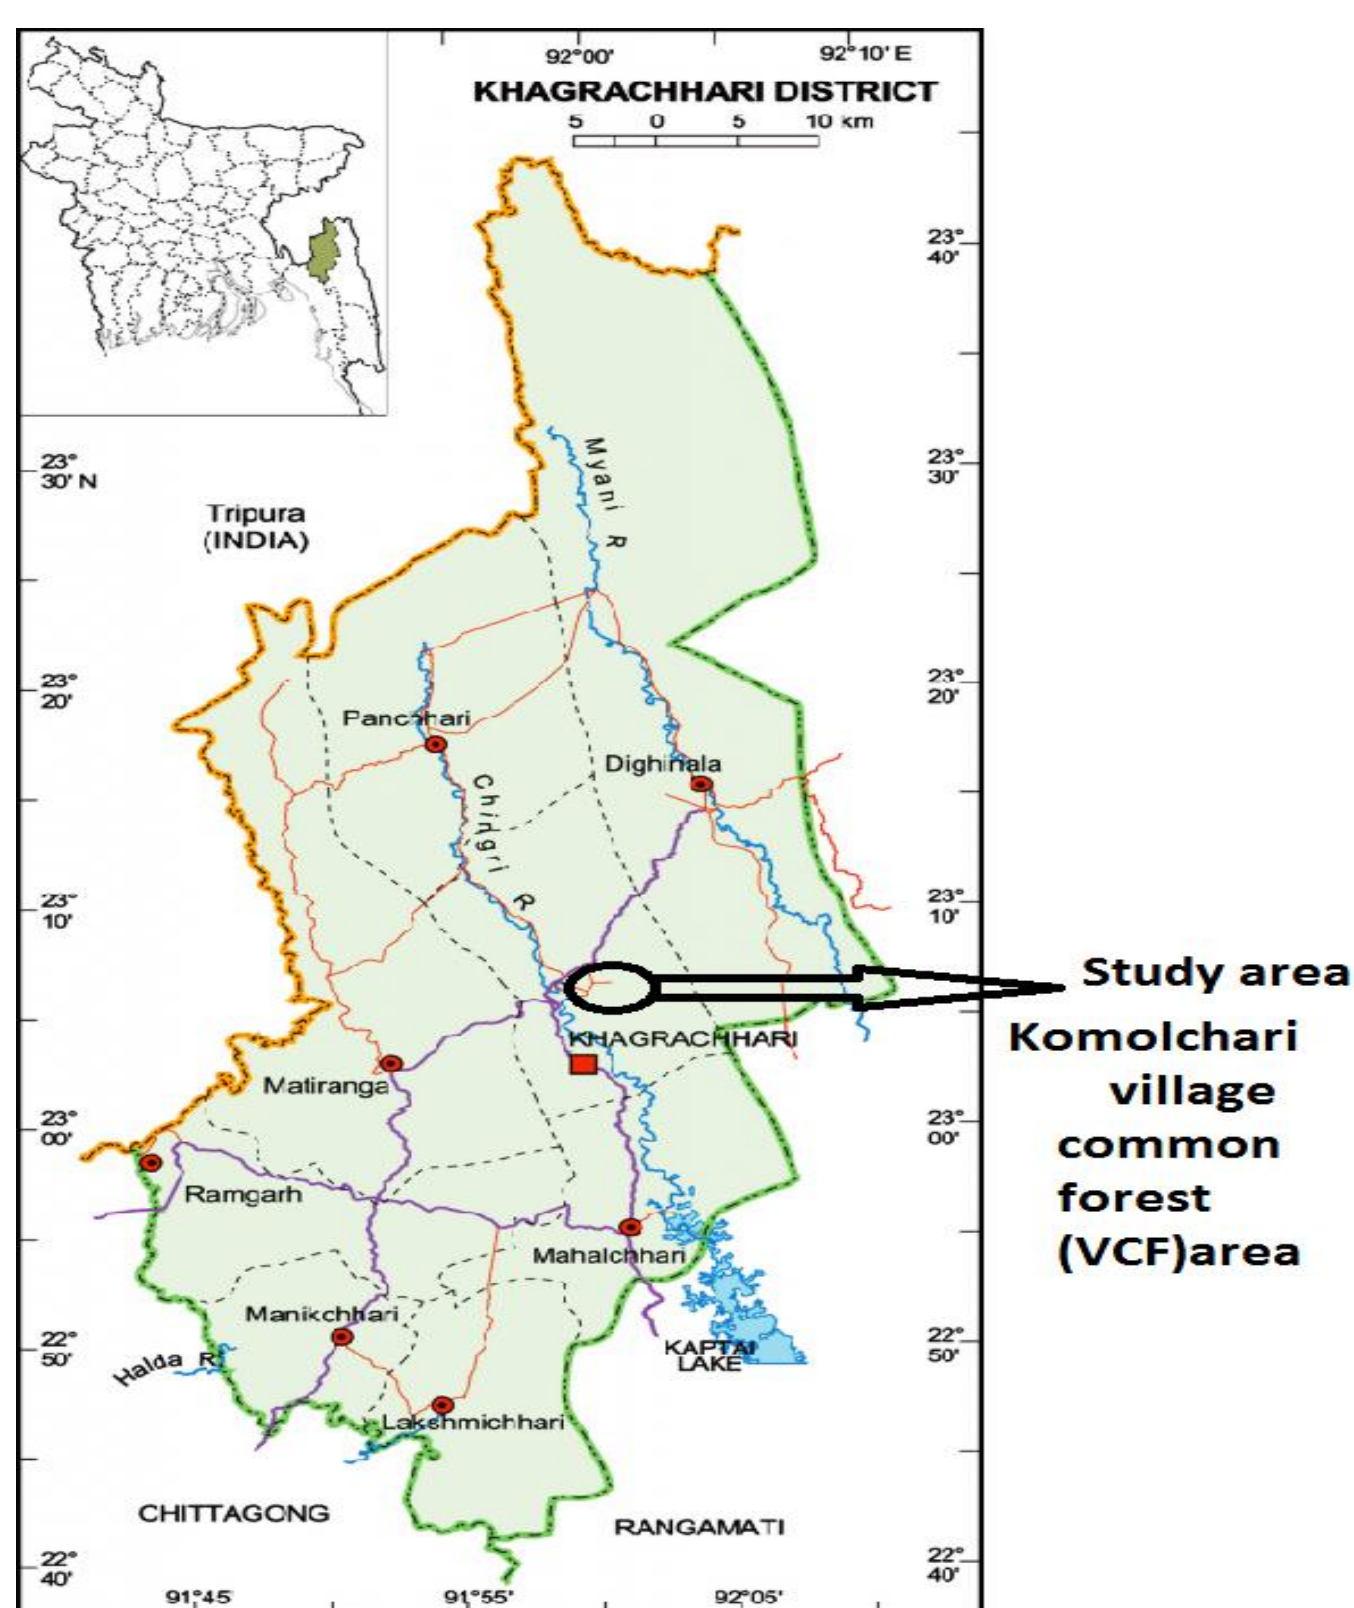 92°00'
92°10' E
KHAGRACHHARI DISTRICT
5 0 5 10 km
23°
40'
23°
30' N
23°
30'
Tripura
(INDIA)
Myani R
23°
20'
23°
20'
Panchhari
Dighinala
Chingri R
23°
10'
23°
10'
Study area
Komolchari
village
common
forest
(VCF)area
KHAGRACHHARI
Matiranga
23°
00'
23°
00'
Ramgarh
Mahalchhari
Manikchhari
22°
50'
22°
50'
KAPTAI
LAKE
Halda R.
Lakshmichhari
CHITTAGONG
RANGAMATI
22°
40'
22°
40'
91°45'
91°55'
92°05'